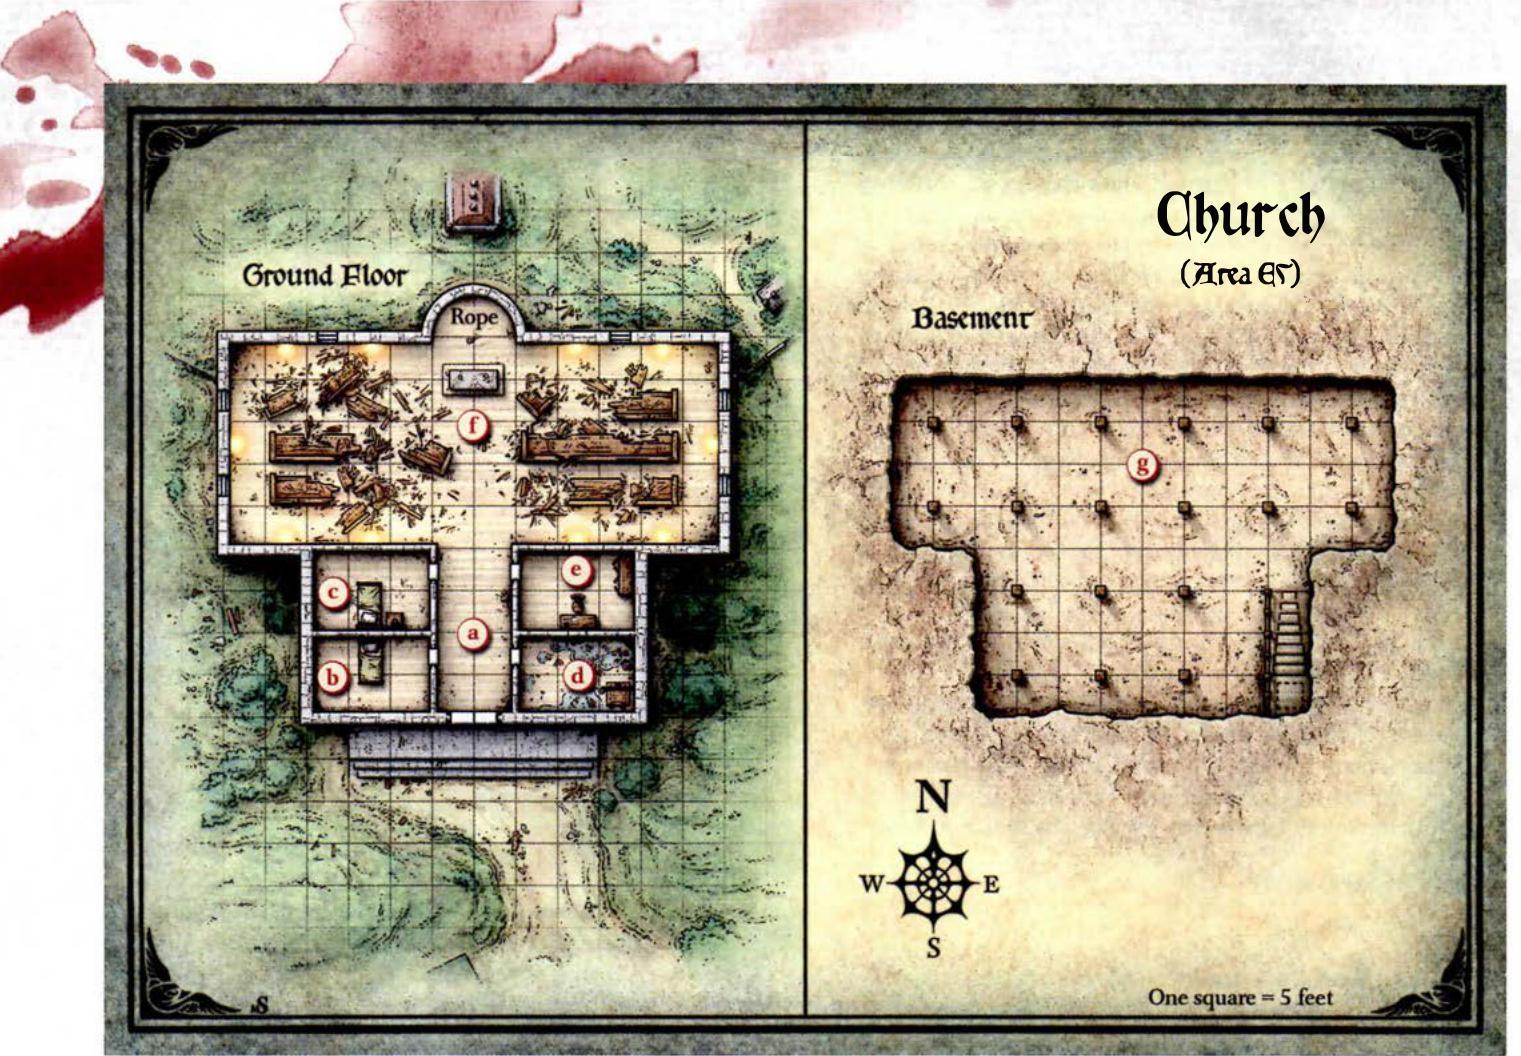 Church
(Area E5)
Ground Floor
Basement
Rope
f
g
c
e
a
b
d
N
W
E
S
One square = 5 feet